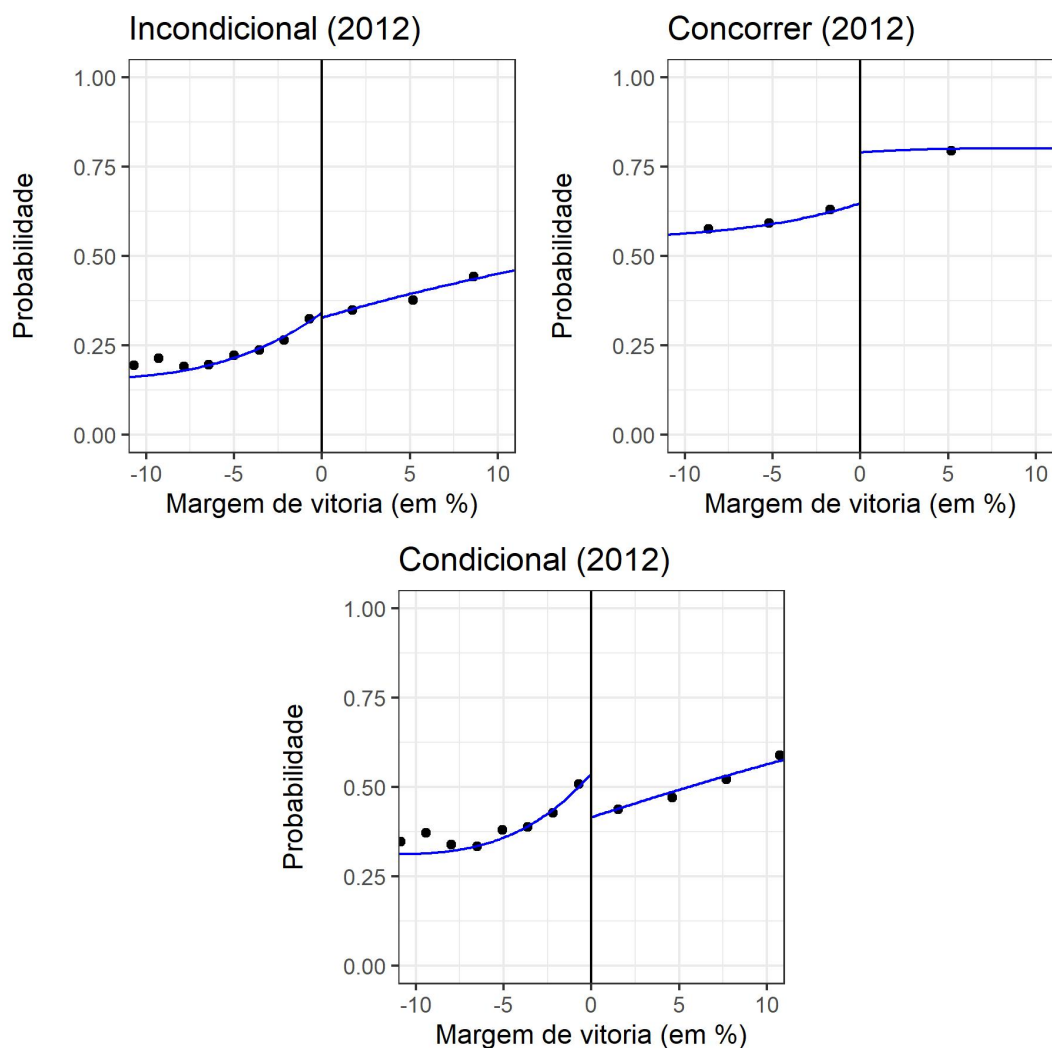 Incondicional (2012)
1.00
0.75
0.50
0.25
0.00
Probabilidade
-10 -5 0 5 10
Margem de vitoria (em %)
Concorrer (2012)
1.00
0.75
0.50
0.25
0.00
Probabilidade
-10 -5 0 5 10
Margem de vitoria (em %)
Condicional (2012)
1.00
0.75
0.50
0.25
0.00
Probabilidade
-10 -5 0 5 10
Margem de vitoria (em %)